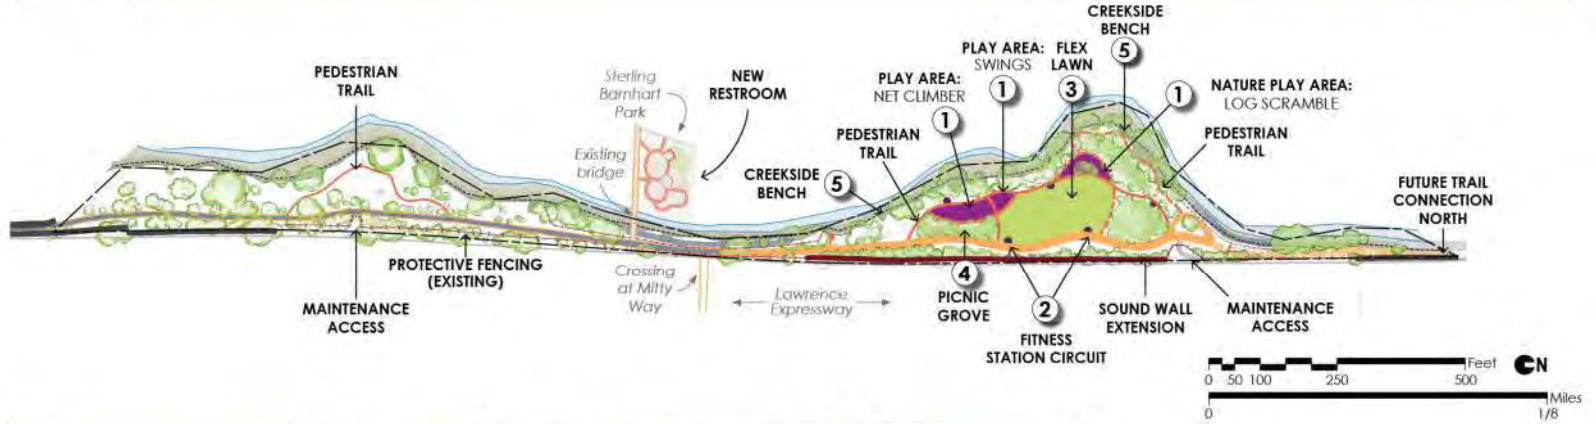 CREEKSIDE
BENCH
5
PLAY AREA:
SWINGS
1
FLEX
LAWN
3
PEDESTRIAN
TRAIL
Sterling
Barnhart
Park
NEW
RESTROOM
PLAY AREA:
NET CLIMBER
1
1
NATURE PLAY AREA:
LOG SCRAMBLE
PEDESTRIAN
TRAIL
PEDESTRIAN
TRAIL
Existing
bridge
CREEKSIDE
BENCH
5
FUTURE TRAIL
CONNECTION
NORTH
PROTECTIVE FENCING
(EXISTING)
MAINTENANCE
ACCESS
Crossing
at Mitty
Way
Lawrence
Expressway
4
PICNIC
GROVE
2
FITNESS
STATION CIRCUIT
SOUND WALL
EXTENSION
MAINTENANCE
ACCESS
Feet
0 50 100 250 500
N
Miles
0 1/8